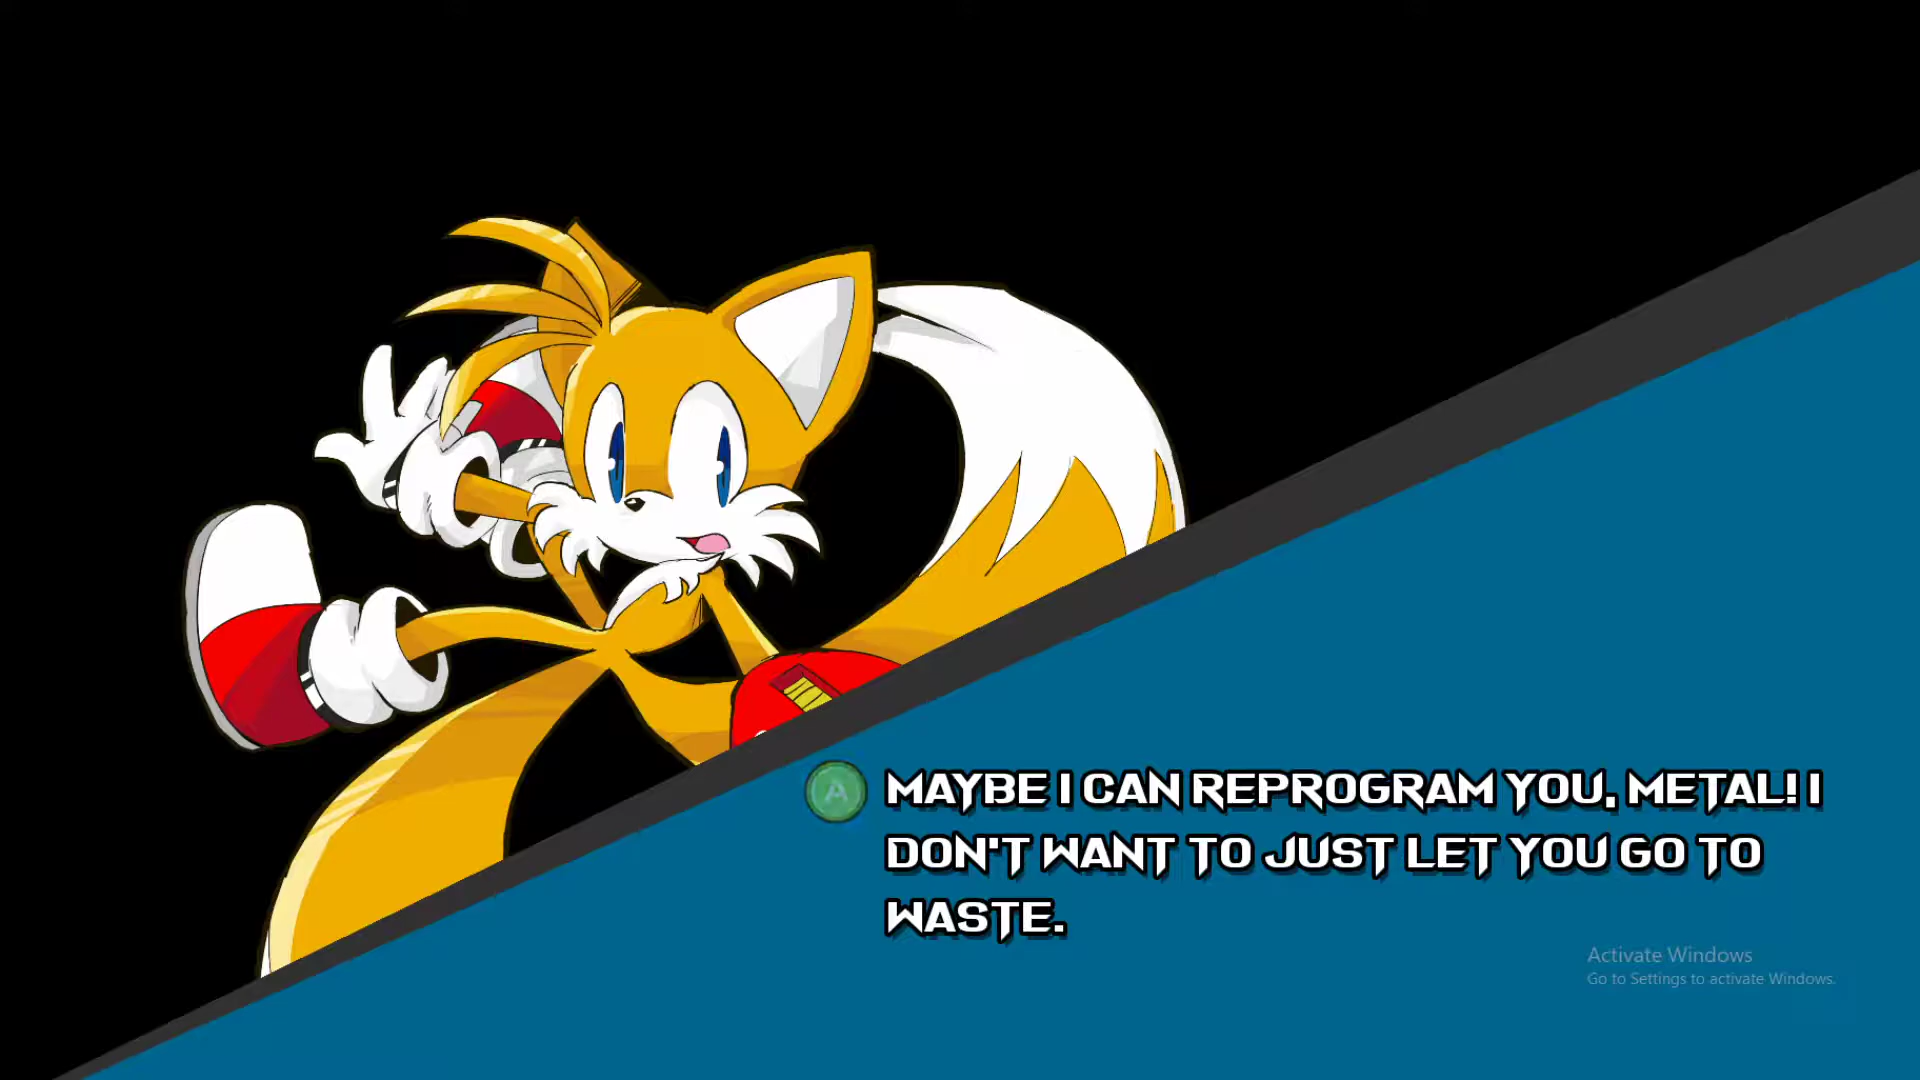 A MAYBE I CAN REPROGRAM YOU, METAL! I
DON'T WANT TO JUST LET YOU GO TO
WASTE.
Activate Windows
Go to Settings to activate Windows.